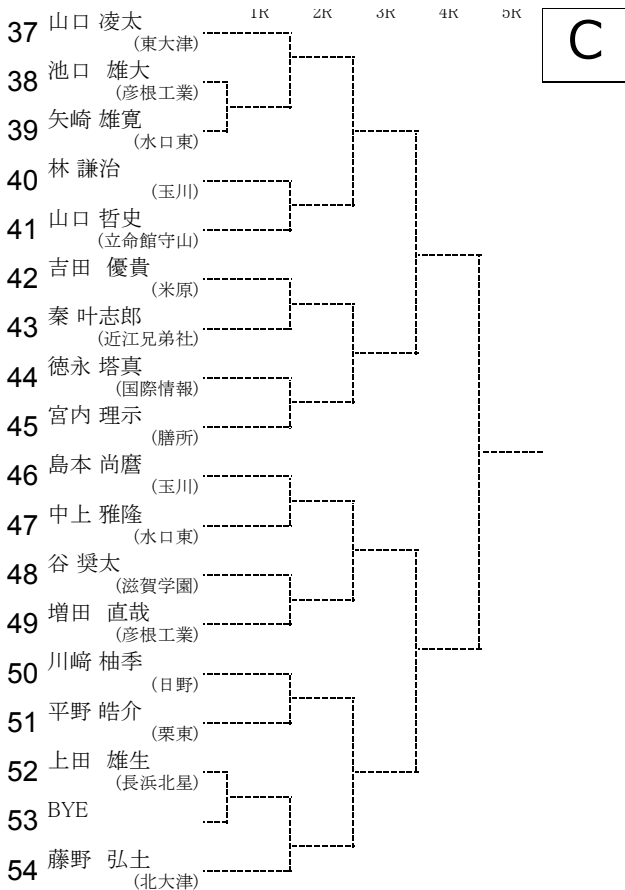 1R 2R 3R 4R 5R
C
37 山口 凌太
(東大津)
38 池口 雄大
(彦根工業)
39 矢崎 雄寛
(水口東)
40 林 謙治
(玉川)
41 山口 哲史
(立命館守山)
42 吉田 優貴
(米原)
43 秦 叶志郎
(近江兄弟社)
44 徳永 塔真
(国際情報)
45 宮内 理示
(膳所)
46 島本 尚麿
(玉川)
47 中上 雅隆
(水口東)
48 谷 奨太
(滋賀学園)
49 増田 直哉
(彦根工業)
50 川﨑 柚季
(日野)
51 平野 皓介
(栗東)
52 上田 雄生
(長浜北星)
53 BYE
54 藤野 弘土
(北大津)